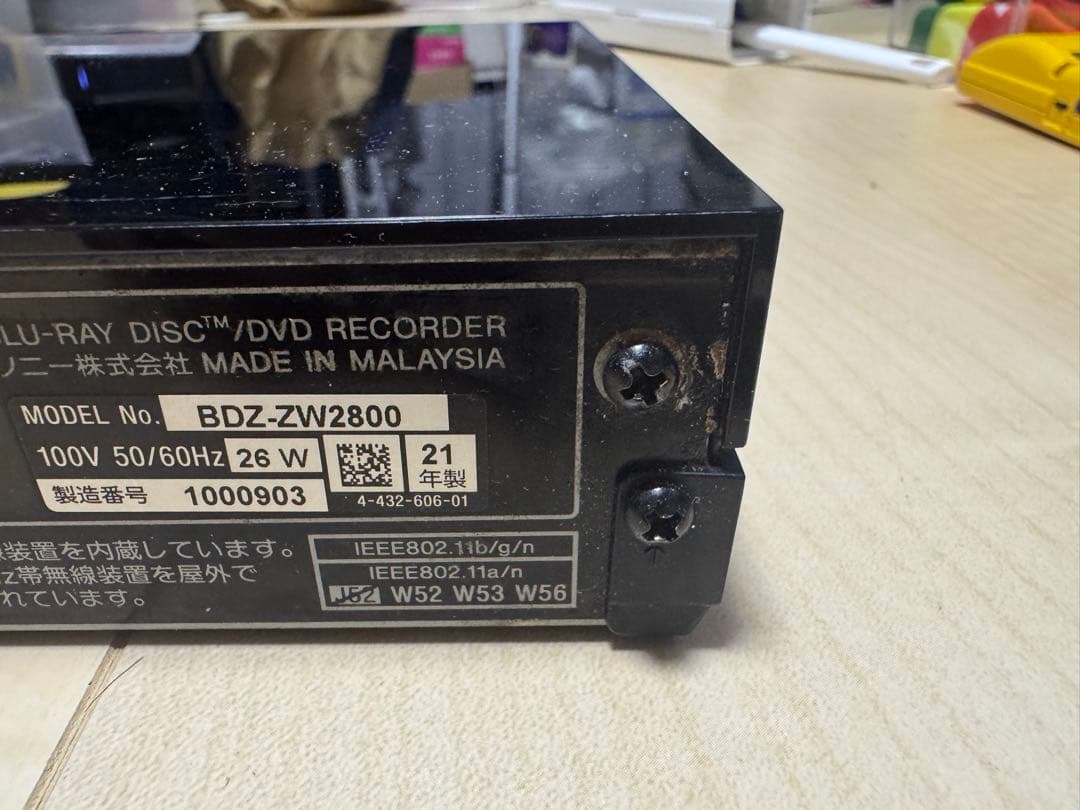 LU-RAY DISC™/DVD RECORDER
ソニー株式会社 MADE IN MALAYSIA
MODEL No. BDZ-ZW2800
100V 50/60Hz 26 W
21
年製
製造番号 1000903
4-432-606-01
装置を内蔵しています。
z帯無線装置を屋外で
れています。
IEEE802.11b/g/n
IEEE802.11a/n
J52 W52 W53 W56